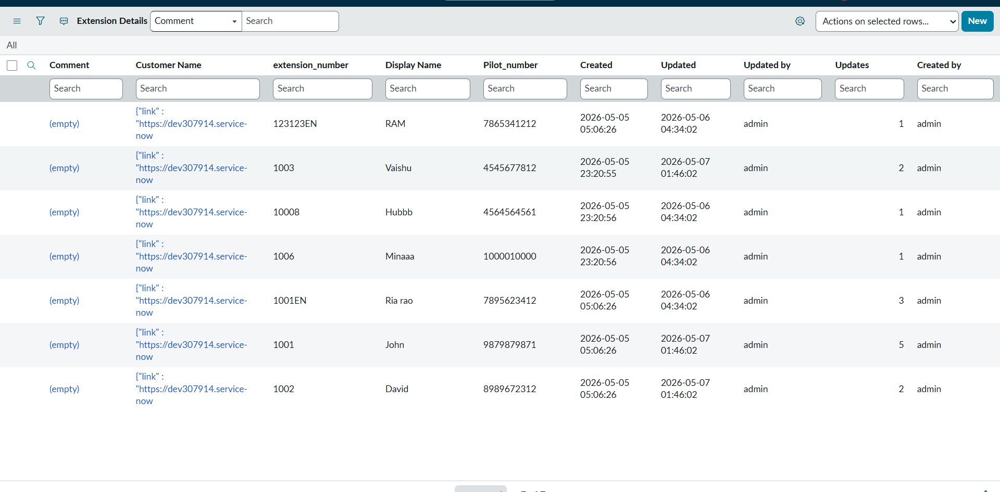 Extension Details Comment Search Actions on selected rows... New
All
Comment Customer Name extension_number Display Name Pilot_number Created Updated Updated by Updates Created by
Search Search Search Search Search Search Search Search Search Search
(empty) {"link" : "https://dev307914.service-now 123123EN RAM 7865341212 2026-05-05 05:06:26 2026-05-06 04:34:02 admin 1 admin
(empty) {"link" : "https://dev307914.service-now 1003 Vaishu 4545677812 2026-05-05 23:20:55 2026-05-07 01:46:02 admin 2 admin
(empty) {"link" : "https://dev307914.service-now 10008 Hubbb 4564564561 2026-05-05 23:20:56 2026-05-06 04:34:02 admin 1 admin
(empty) {"link" : "https://dev307914.service-now 1006 Minaaa 1000010000 2026-05-05 23:20:56 2026-05-06 04:34:02 admin 1 admin
(empty) {"link" : "https://dev307914.service-now 1001EN Ria rao 7895623412 2026-05-05 05:06:26 2026-05-06 04:34:02 admin 3 admin
(empty) {"link" : "https://dev307914.service-now 1001 John 9879879871 2026-05-05 05:06:26 2026-05-07 01:46:02 admin 5 admin
(empty) {"link" : "https://dev307914.service-now 1002 David 8989672312 2026-05-05 05:06:26 2026-05-07 01:46:02 admin 2 admin